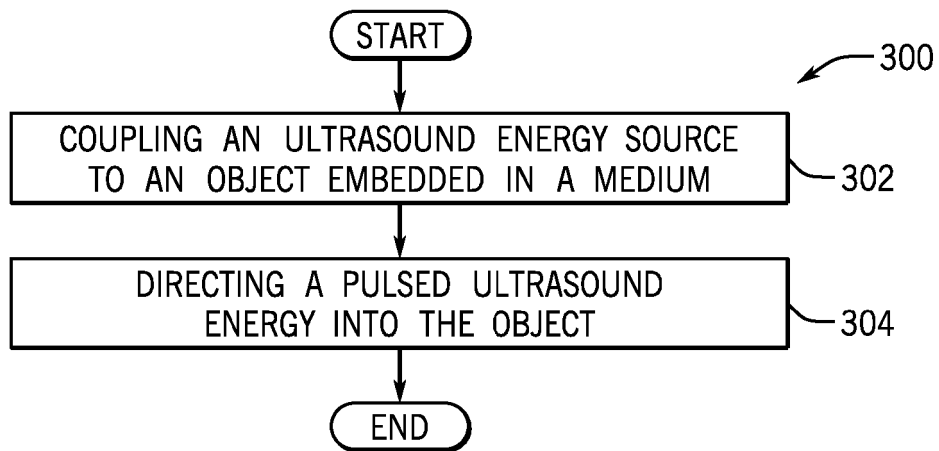 START
300
COUPLING AN ULTRASOUND ENERGY SOURCE
TO AN OBJECT EMBEDDED IN A MEDIUM
302
DIRECTING A PULSED ULTRASOUND
ENERGY INTO THE OBJECT
304
END